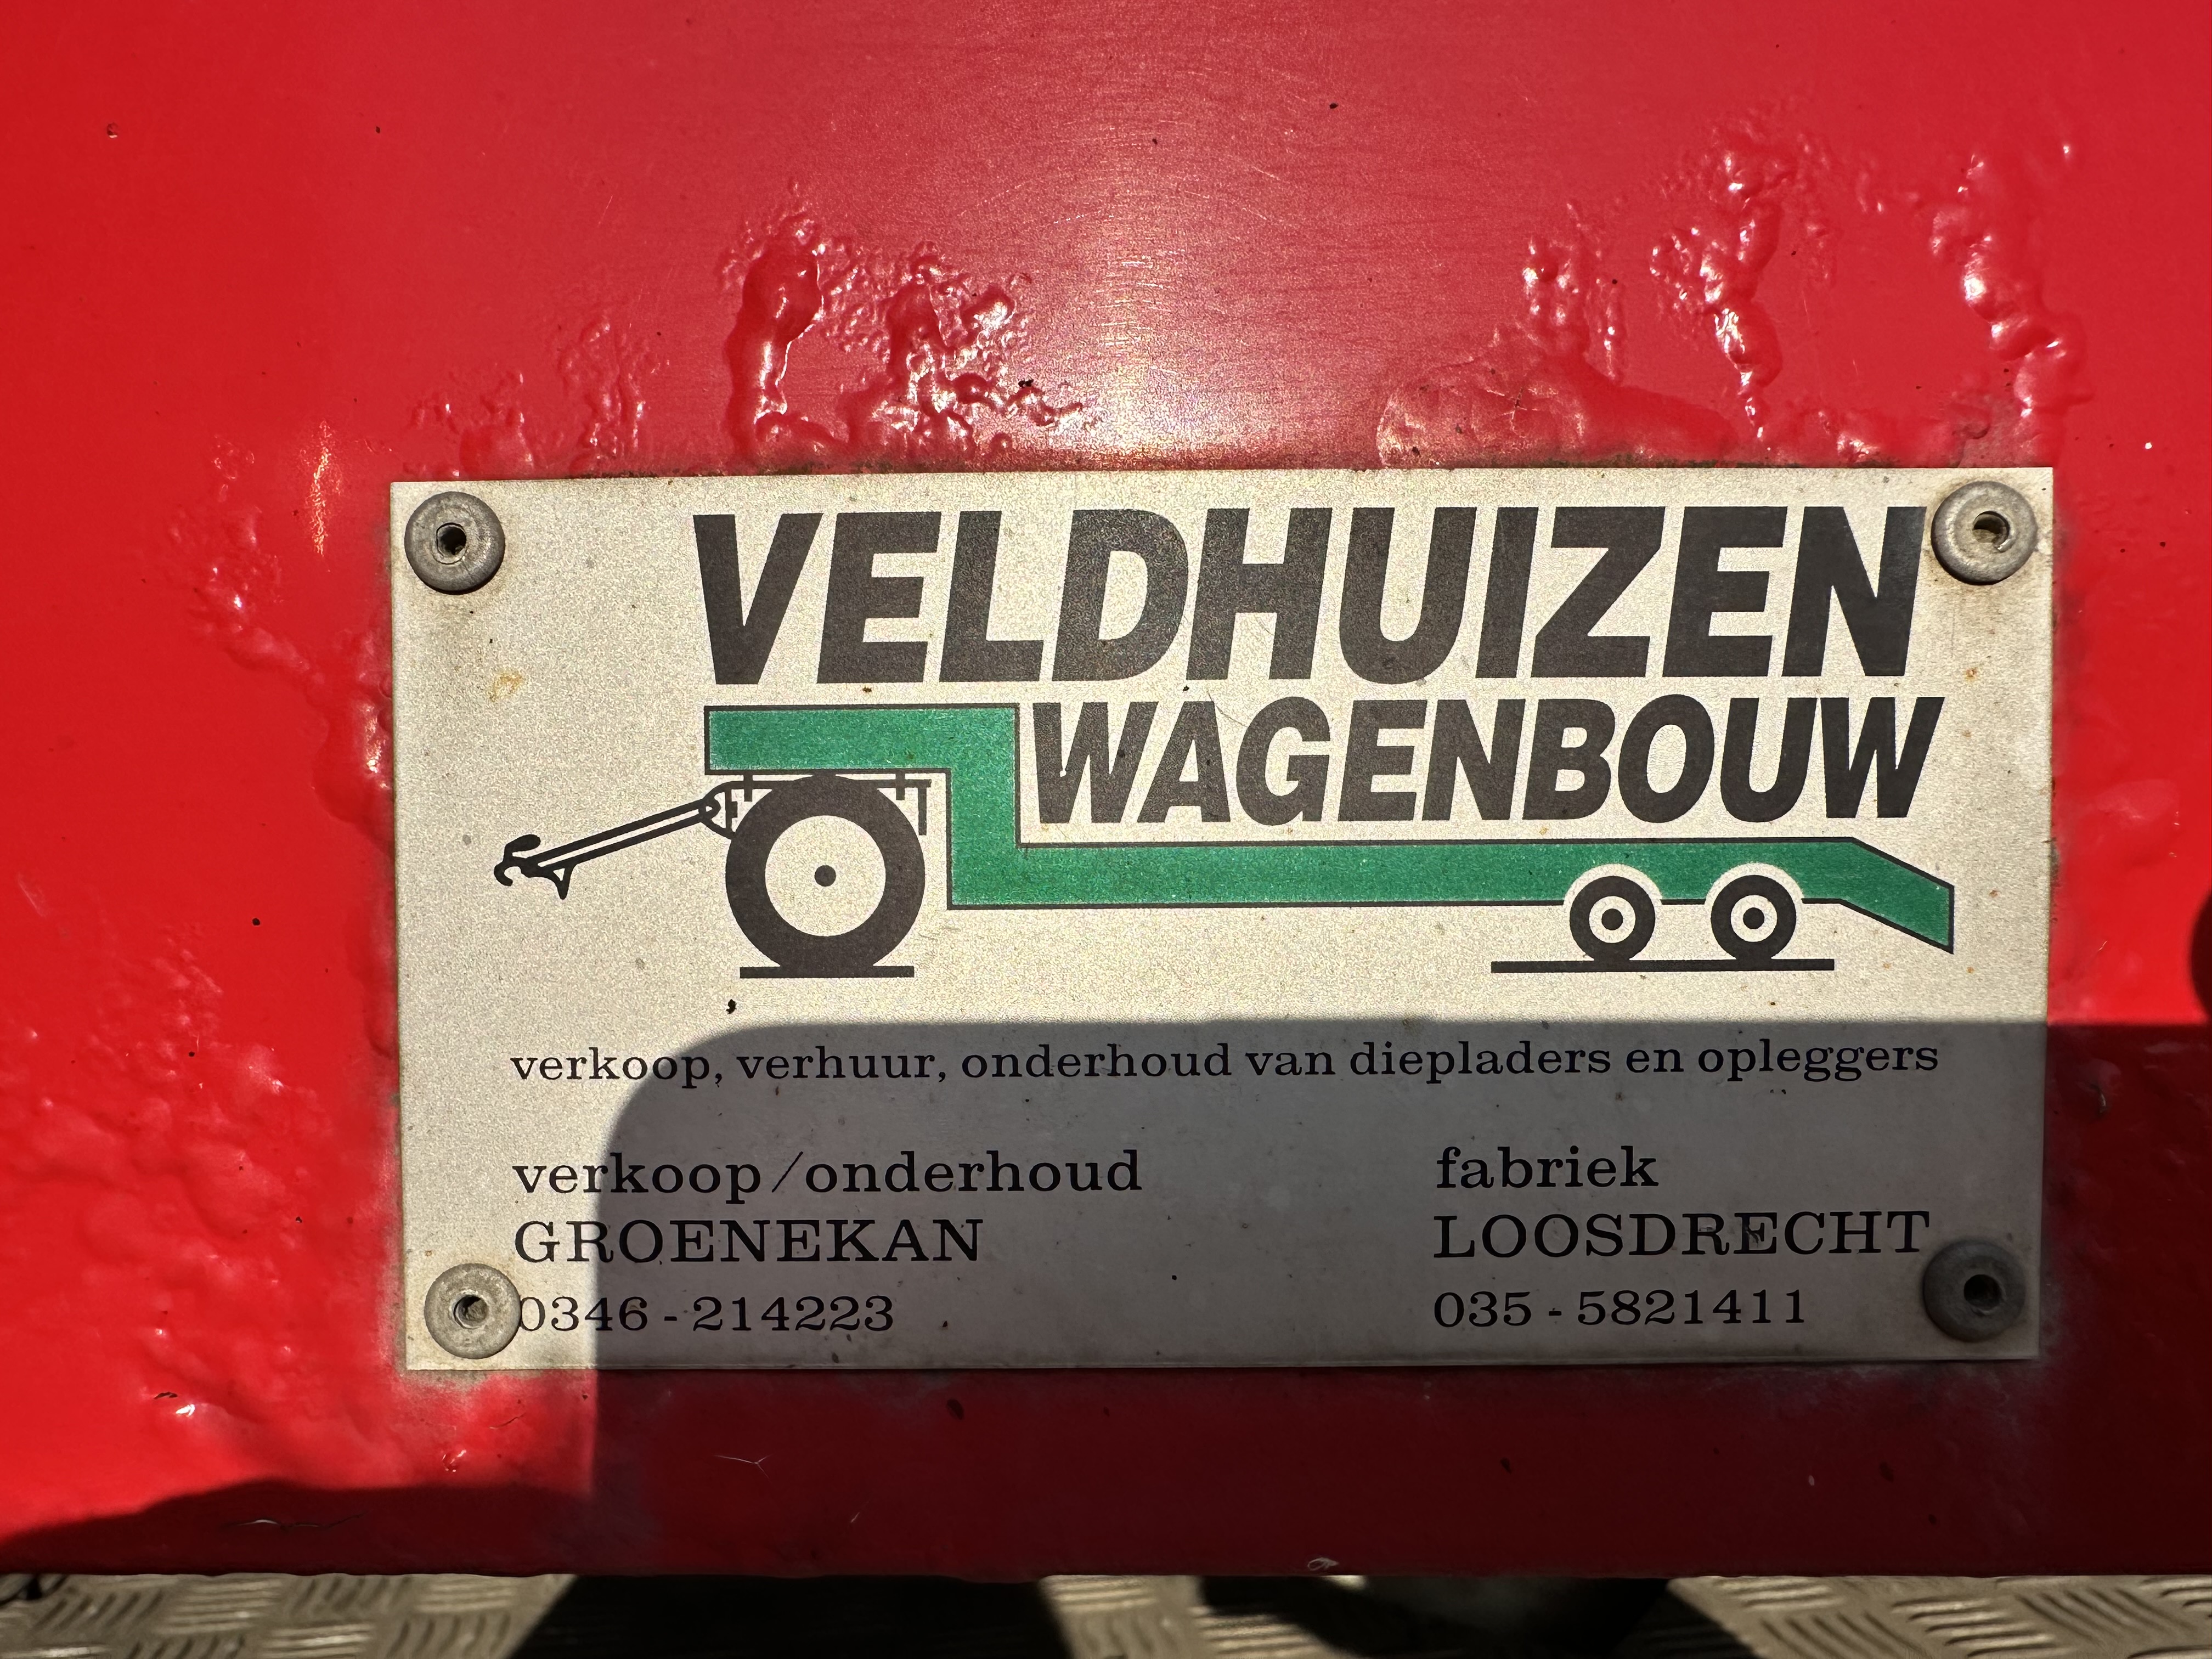 VELDHUIZEN
WAGENBOUW
verkoop, verhuur, onderhoud van diepladers en opleggers
verkoop/onderhoud
GROENEKAN
0346-214223
fabriek
LOOSDRECHT
035-5821411